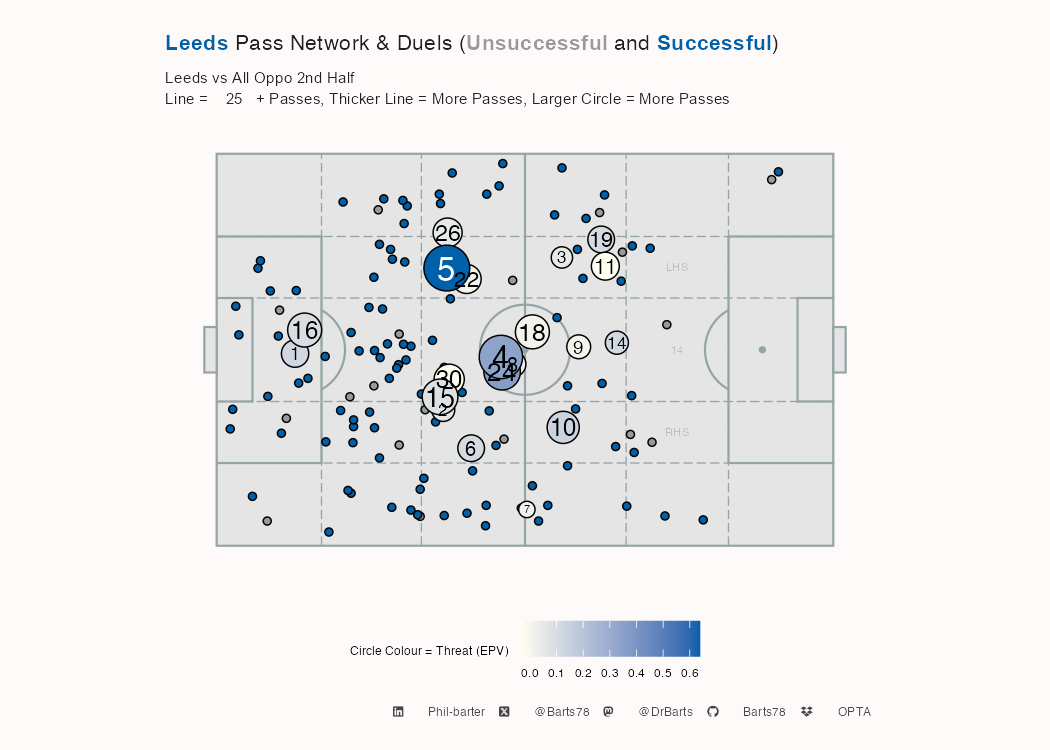 Leeds Pass Network & Duels (Unsuccessful and Successful)
Leeds vs All Oppo 2nd Half
Line = 25 + Passes, Thicker Line = More Passes, Larger Circle = More Passes
26
19
3
11
LHS
5
22
16
1
18
9
14
14
4
8
24
30
15
2
10
RHS
6
7
Circle Colour = Threat (EPV)
0.0 0.1 0.2 0.3 0.4 0.5 0.6
Phil-barter @Barts78 @DrBarts Barts78 OPTA